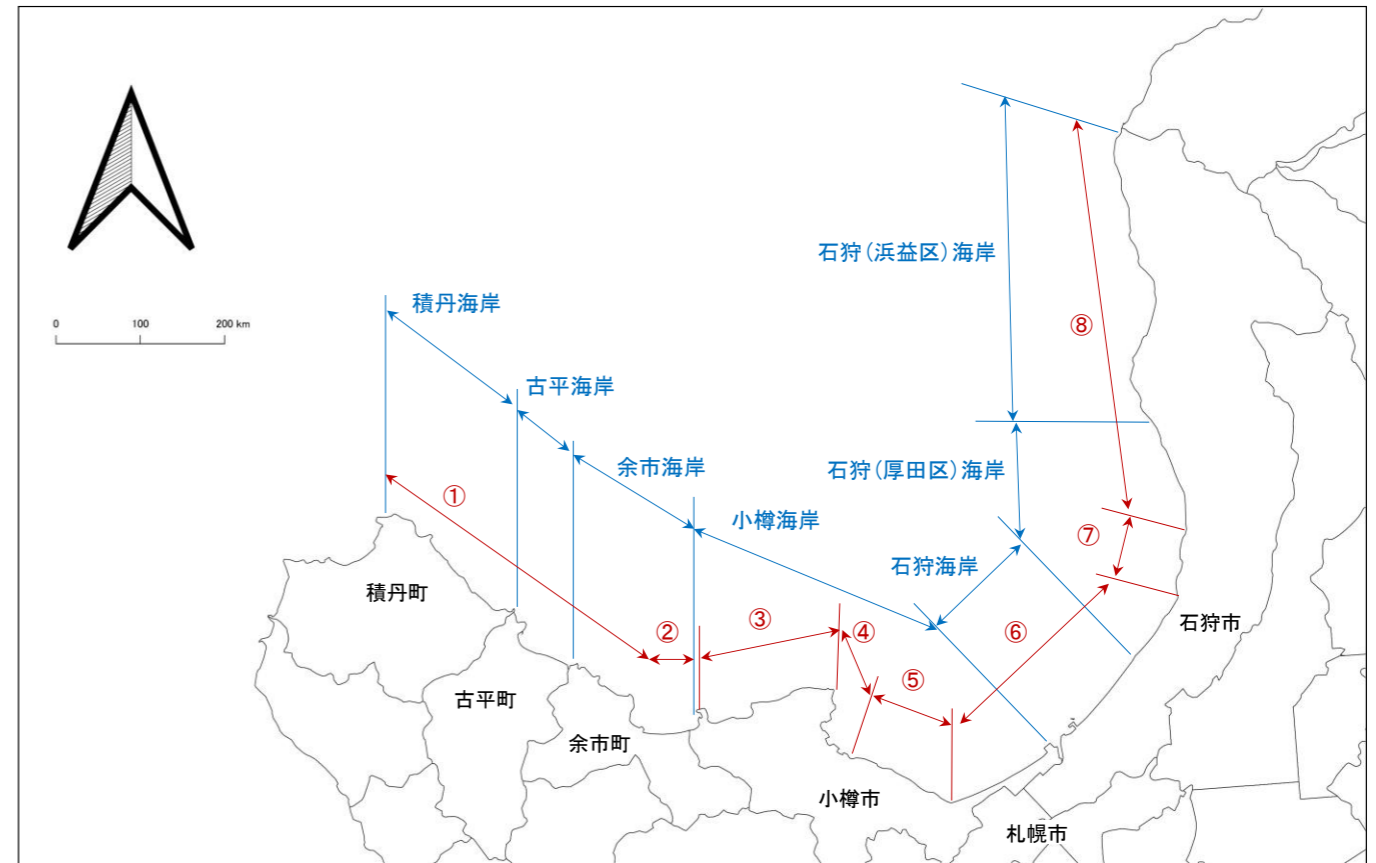 石狩（浜益区）海岸
積丹海岸
0 100 200 km
⑧
古平海岸
余市海岸
石狩（厚田区）海岸
①
小樽海岸
⑦
石狩海岸
積丹町
③
石狩市
②
④
⑥
⑤
古平町
余市町
小樽市
札幌市